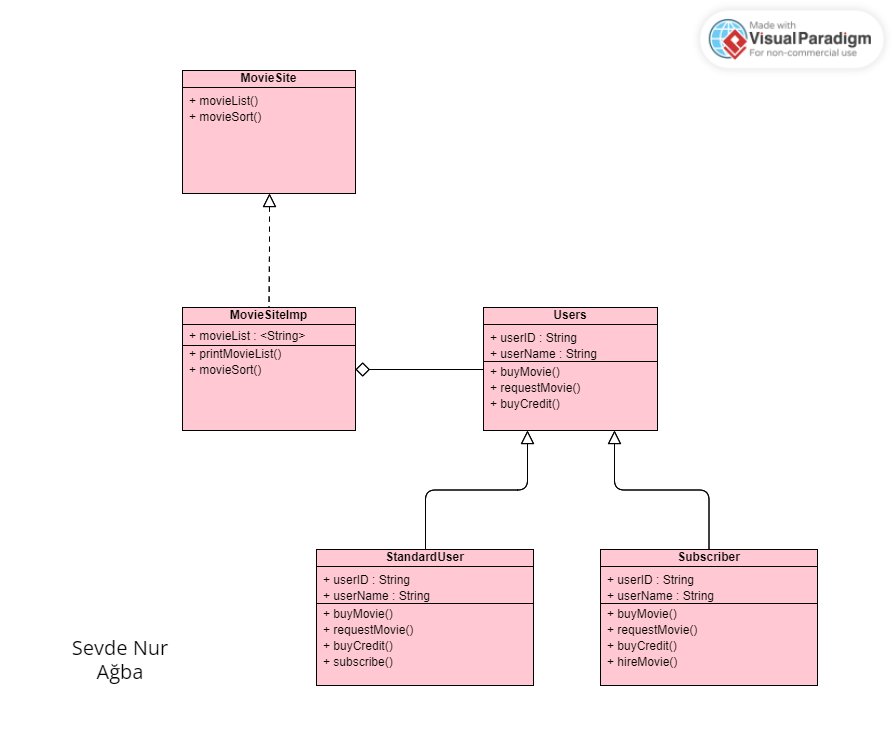 Made with
VisualParadigm
For non-commercial use
MovieSite
+ movieList()
+ movieSort()
MovieSiteImp
+ movieList : <String>
+ printMovieList()
+ movieSort()
Users
+ userID : String
+ userName : String
+ buyMovie()
+ requestMovie()
+ buyCredit()
StandardUser
+ userID : String
+ userName : String
+ buyMovie()
+ requestMovie()
+ buyCredit()
+ subscribe()
Subscriber
+ userID : String
+ userName : String
+ buyMovie()
+ requestMovie()
+ buyCredit()
+ hireMovie()
Sevde Nur
Ağba